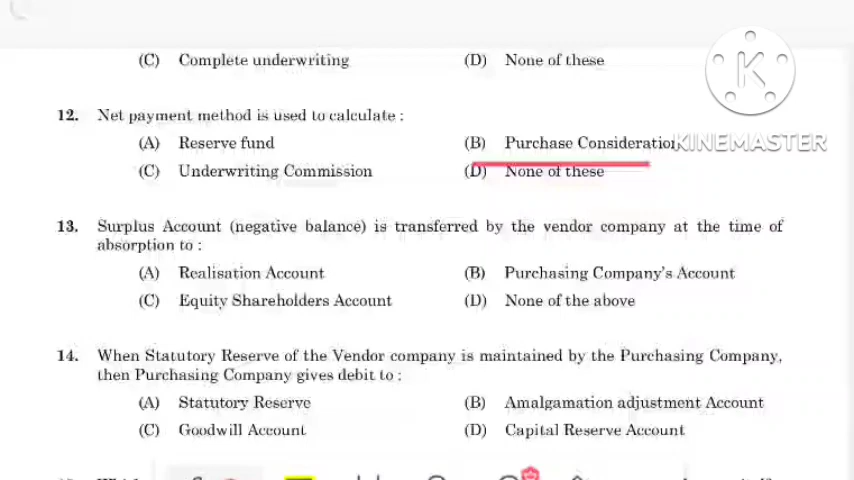 (C) Complete underwriting (D) None of these
12. Net payment method is used to calculate :
(A) Reserve fund (B) Purchase Consideration
(C) Underwriting Commission (D) None of these
13. Surplus Account (negative balance) is transferred by the vendor company at the time of
absorption to :
(A) Realisation Account (B) Purchasing Company's Account
(C) Equity Shareholders Account (D) None of the above
14. When Statutory Reserve of the Vendor company is maintained by the Purchasing Company,
then Purchasing Company gives debit to :
(A) Statutory Reserve (B) Amalgamation adjustment Account
(C) Goodwill Account (D) Capital Reserve Account
K
KINEMASTER